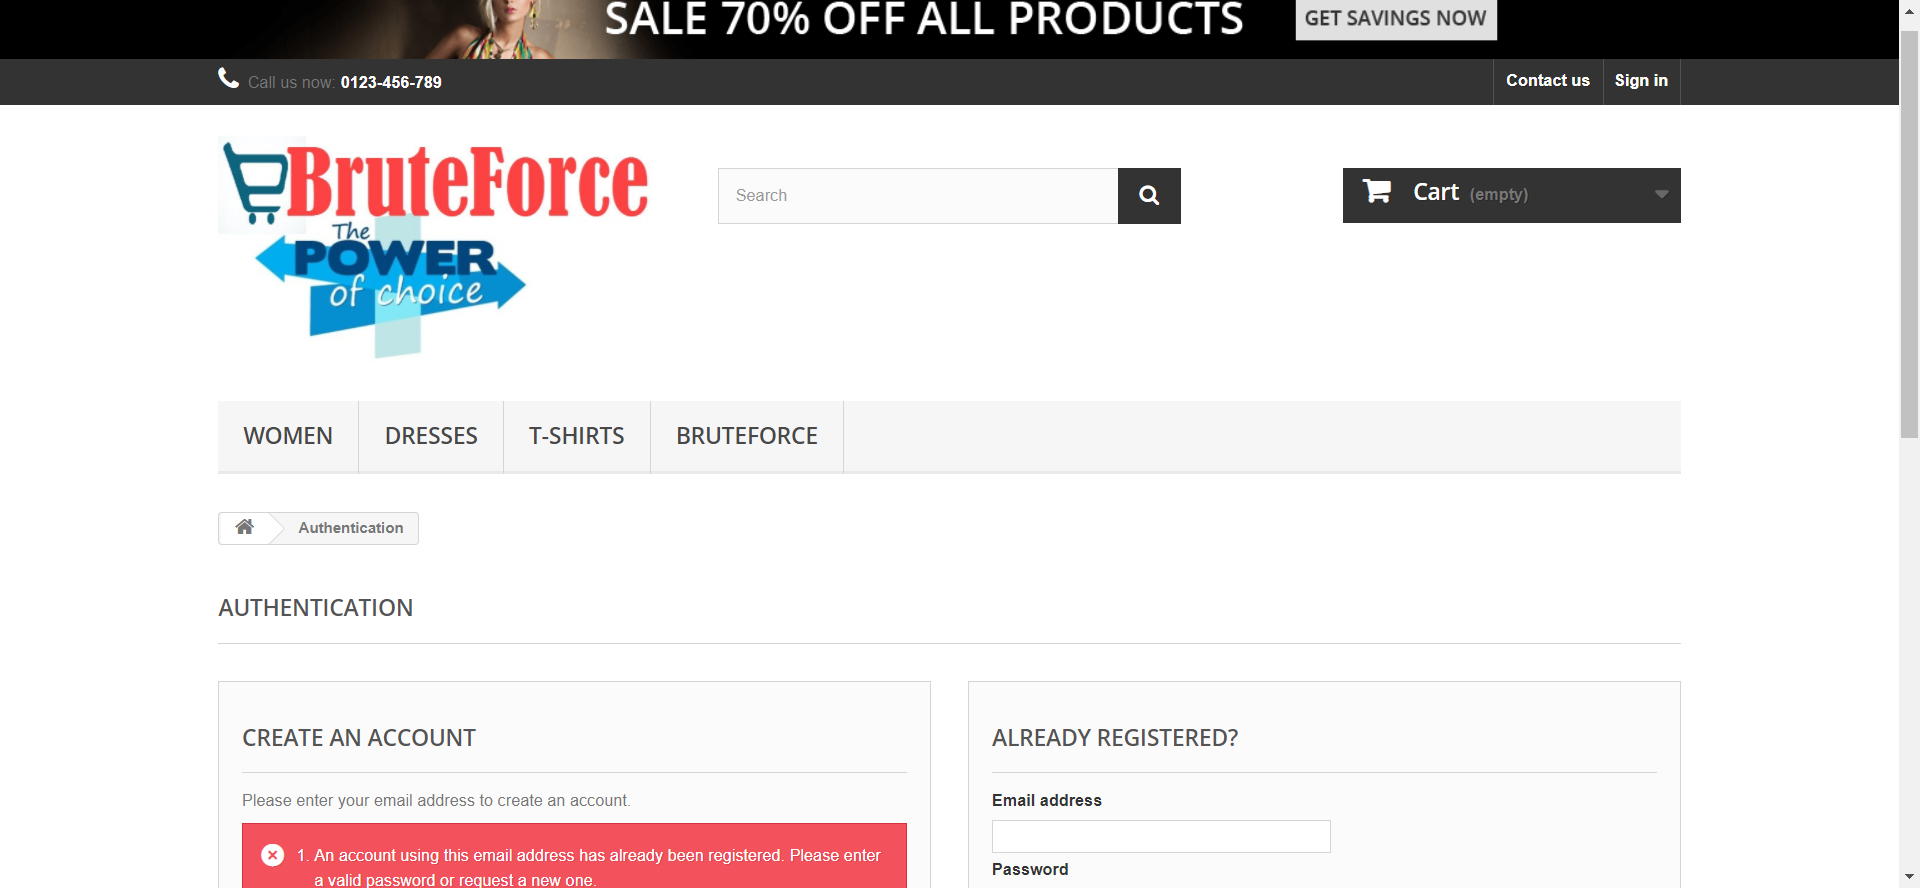 SALE 70% OFF ALL PRODUCTS
GET SAVINGS NOW
Call us now: 0123-456-789
Contact us
Sign in
BruteForce
The
POWER
of choice
Search
Cart (empty)
WOMEN
DRESSES
T-SHIRTS
BRUTEFORCE
Authentication
AUTHENTICATION
CREATE AN ACCOUNT
Please enter your email address to create an account.
1. An account using this email address has already been registered. Please enter
a valid password or request a new one.
ALREADY REGISTERED?
Email address
Password